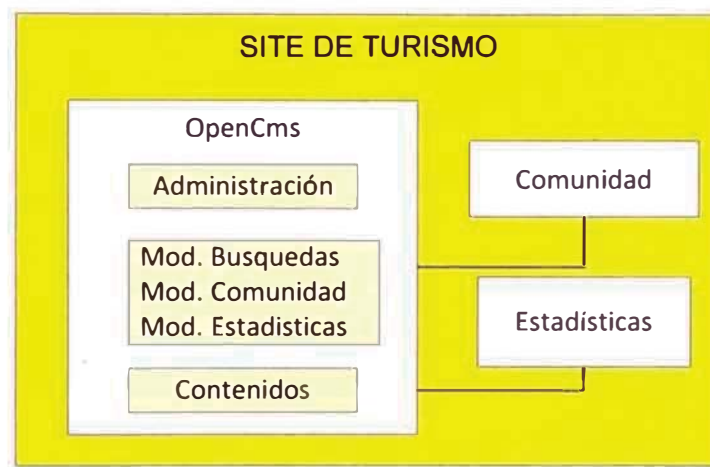 SITE DE TURISMO
OpenCms
Administración
Mod. Busquedas
Mod. Comunidad
Mod. Estadisticas
Contenidos
Comunidad
Estadísticas